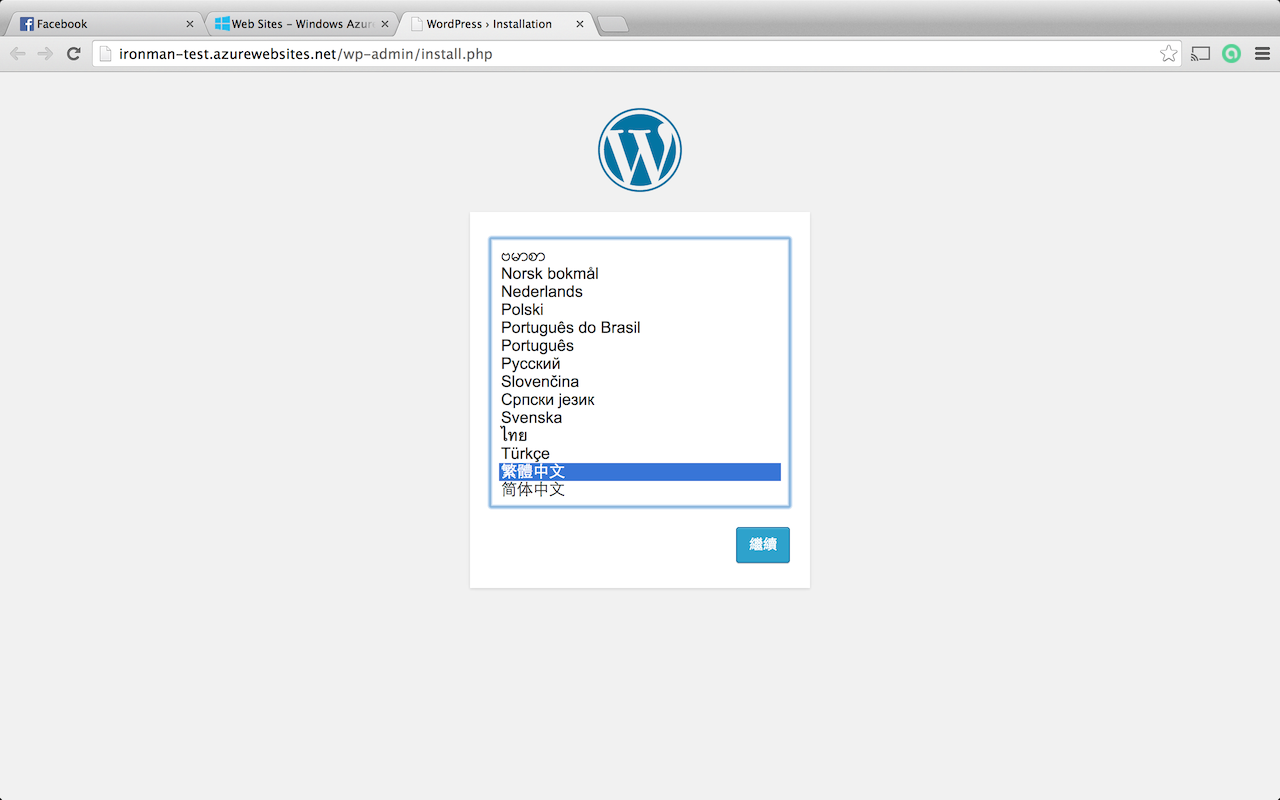 Facebook
Web Sites – Windows Azur
WordPress › Installation
ironman-test.azurewebsites.net/wp-admin/install.php
W
ဗမာစာ
Norsk bokmål
Nederlands
Polski
Português do Brasil
Português
Русский
Slovenčina
Српски језик
Svenska
ไทย
Türkçe
繁體中文
简体中文
繼續